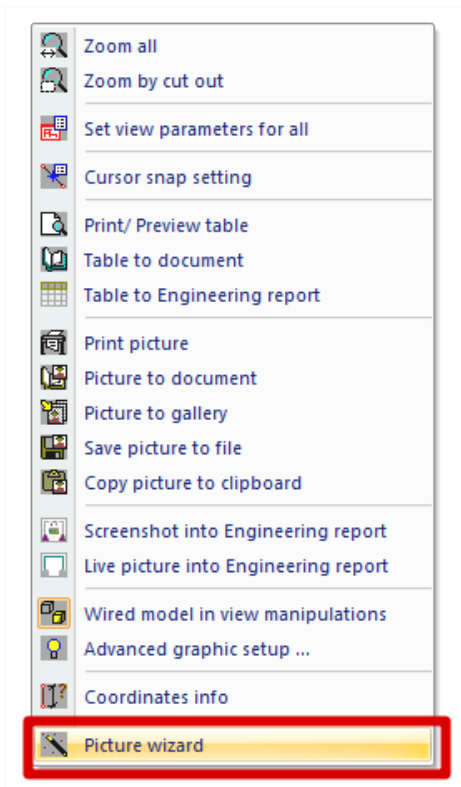 Zoom all
Zoom by cut out
Set view parameters for all
Cursor snap setting
Print/ Preview table
Table to document
Table to Engineering report
Print picture
Picture to document
Picture to gallery
Save picture to file
Copy picture to clipboard
Screenshot into Engineering report
Live picture into Engineering report
Wired model in view manipulations
Advanced graphic setup ...
Coordinates info
Picture wizard